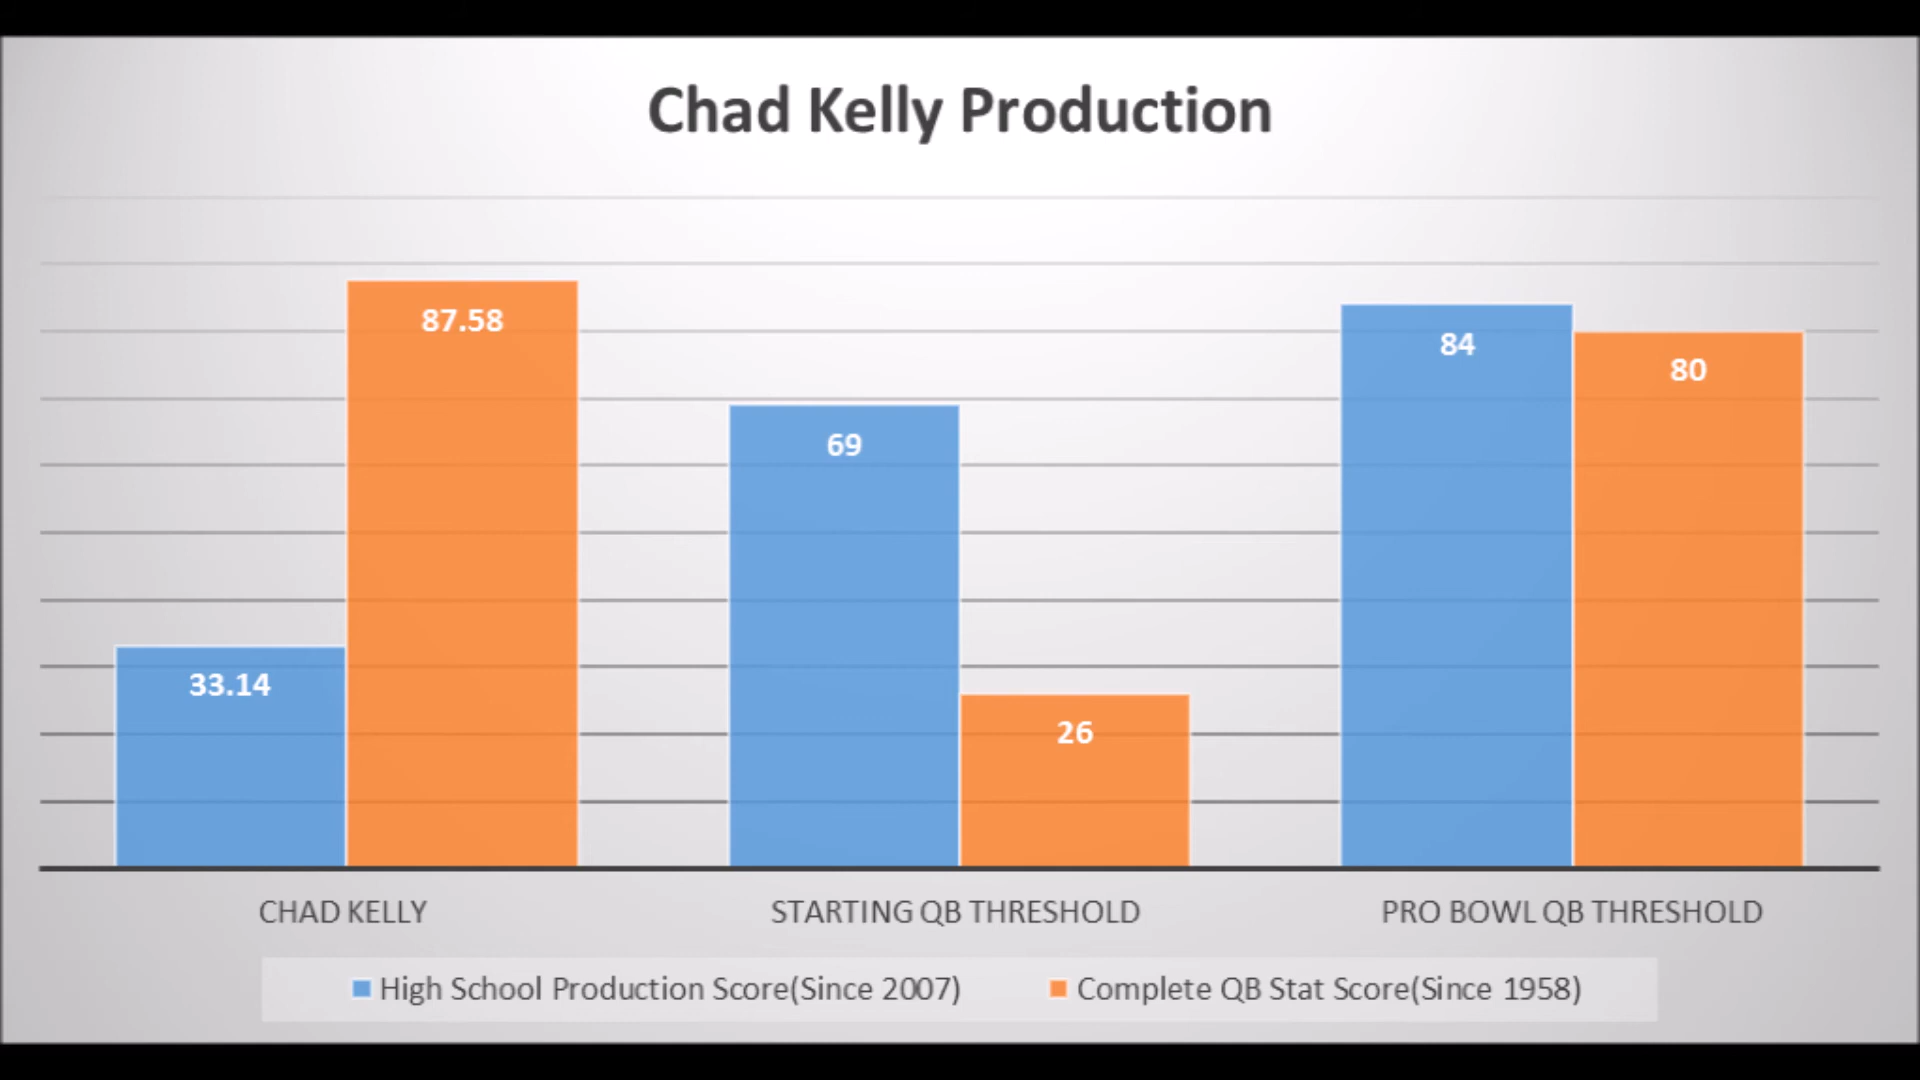 Chad Kelly Production
87.58
84
80
69
33.14
26
CHAD KELLY
STARTING QB THRESHOLD
PRO BOWL QB THRESHOLD
High School Production Score(Since 2007)
Complete QB Stat Score(Since 1958)